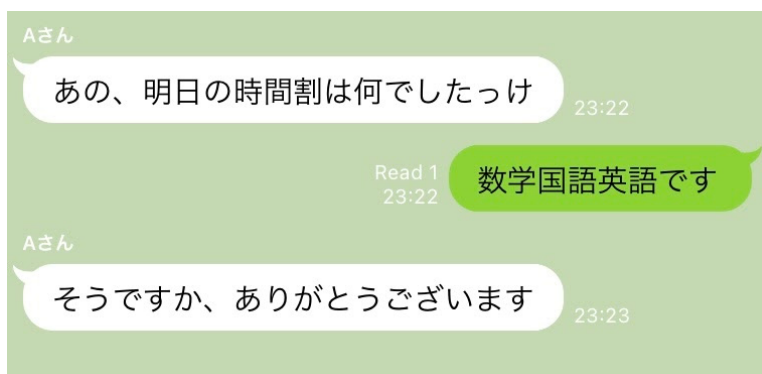 Aさん
あの、明日の時間割は何でしたっけ
23:22
Read 1
23:22
数学国語英語です
Aさん
そうですか、ありがとうございます
23:23